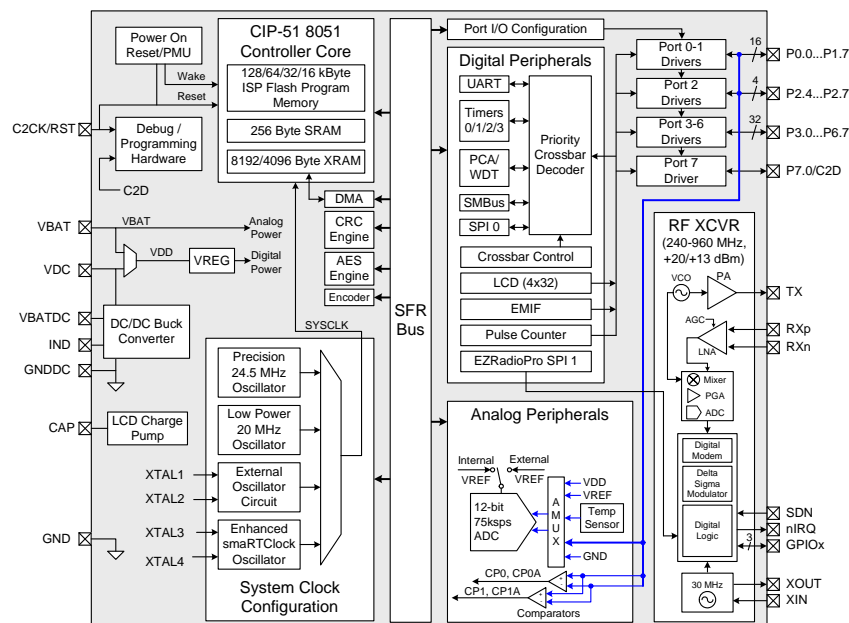 Power On
Reset/PMU
Wake
Reset
C2CK/RST
Debug /
Programming
Hardware
C2D
CIP-51 8051
Controller Core
128/64/32/16 kByte
ISP Flash Program
Memory
256 Byte SRAM
8192/4096 Byte XRAM
DMA
CRC
Engine
AES
Engine
Encoder
SYSCLK
VBAT
VBAT
Analog
Power
VDD
VREG
Digital
Power
VDC
VBATDC
IND
GNDDC
DC/DC Buck
Converter
CAP
LCD Charge
Pump
XTAL1
XTAL2
XTAL3
XTAL4
GND
Precision
24.5 MHz
Oscillator
Low Power
20 MHz
Oscillator
External
Oscillator
Circuit
Enhanced
smaRTClock
Oscillator
System Clock
Configuration
SFR
Bus
Port I/O Configuration
Digital Peripherals
UART
Timers
0/1/2/3
PCA/
WDT
SMBus
SPI 0
Priority
Crossbar
Decoder
Crossbar Control
LCD (4x32)
EMIF
Pulse Counter
EZRadioPro SPI 1
Port 0-1
Drivers
Port 2
Drivers
Port 3-6
Drivers
Port 7
Driver
16
P0.0...P1.7
4
P2.4...P2.7
32
P3.0...P6.7
P7.0/C2D
Analog Peripherals
Internal
VREF
External
VREF
12-bit
75ksps
ADC
A
M
U
X
VDD
VREF
Temp
Sensor
GND
CP0, CP0A
CP1, CP1A
+
-
+
-
Comparators
RF XCVR
(240-960 MHz,
+20/+13 dBm)
VCO
PA
TX
AGC
RXp
LNA
RXn
Mixer
PGA
ADC
Digital
Modem
Delta
Sigma
Modulator
Digital
Logic
SDN
nIRQ
3
GPIOx
30 MHz
XOUT
XIN